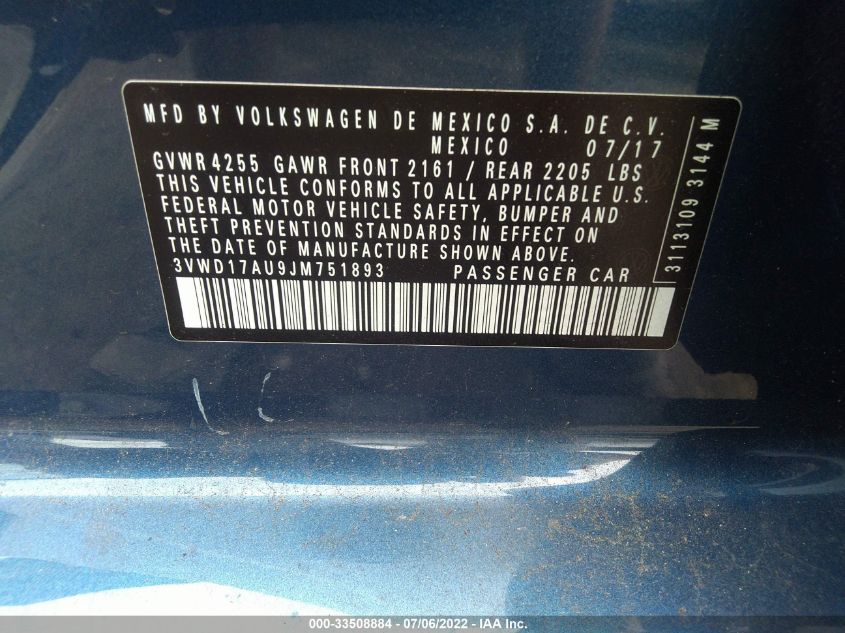 MFD BY VOLKSWAGEN DE MEXICO S.A. DE C.V.
MEXICO 07/17
GVWR 4255 GAWR FRONT 2161 / REAR 2205 LBS
THIS VEHICLE CONFORMS TO ALL APPLICABLE U.S.
FEDERAL MOTOR VEHICLE SAFETY, BUMPER AND
THEFT PREVENTION STANDARDS IN EFFECT ON
THE DATE OF MANUFACTURE SHOWN ABOVE.
3VWD17AU9JM751893 PASSENGER CAR
3113109 3144 M
000-33508884 - 07/06/2022 - © IAA Inc.